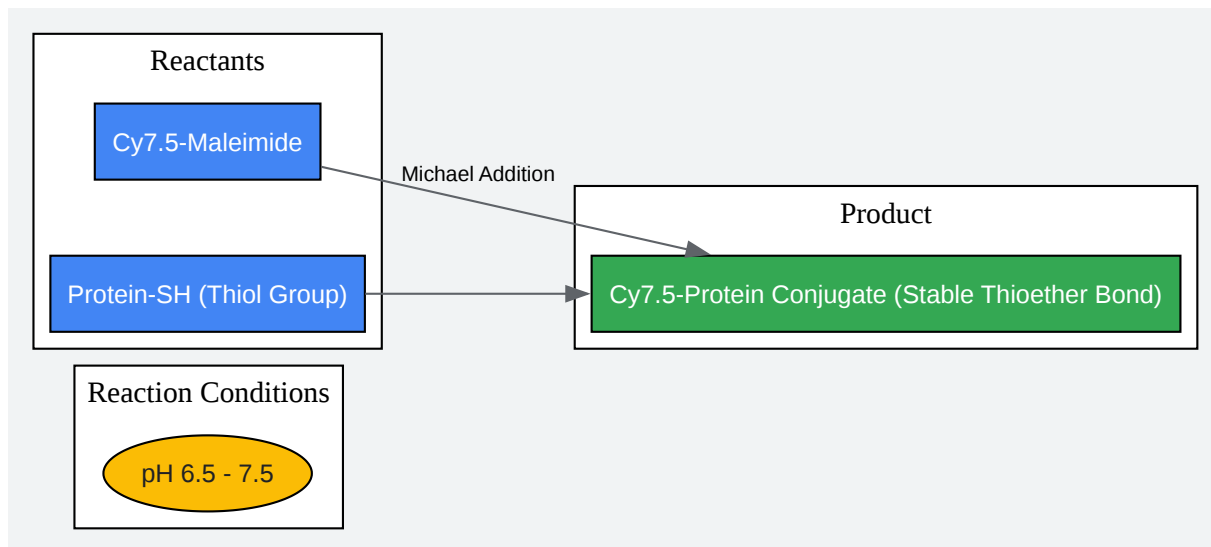 Reactants
Cy7.5-Maleimide
Michael Addition
Product
Protein-SH (Thiol Group)
Cy7.5-Protein Conjugate (Stable Thioether Bond)
Reaction Conditions
pH 6.5 - 7.5